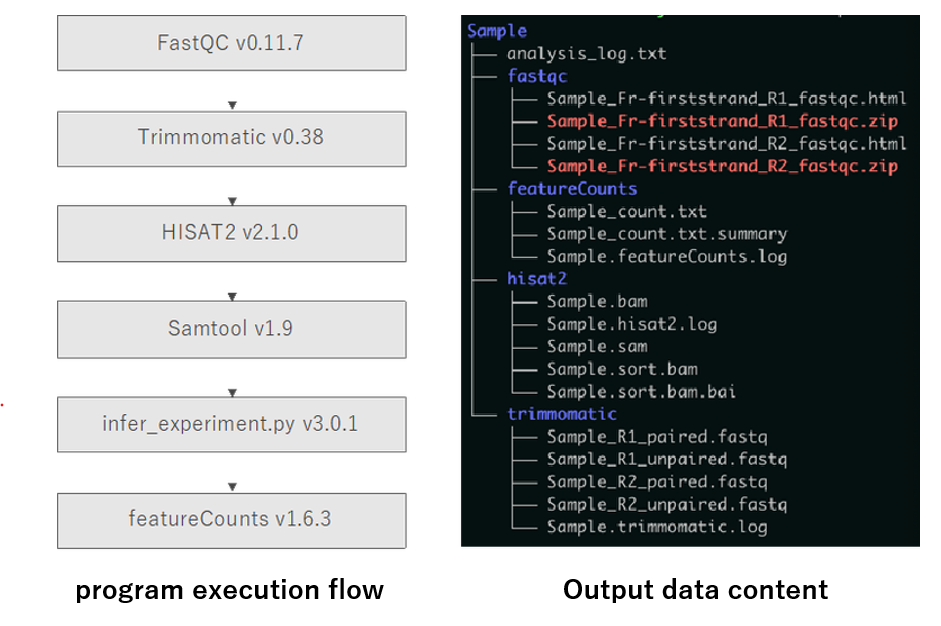 FastQC v0.11.7
Trimmomatic v0.38
HISAT2 v2.1.0
Samtool v1.9
infer_experiment.py v3.0.1
featureCounts v1.6.3
program execution flow
Sample
analysis_log.txt
fastqc
Sample_Fr-firststrand_R1_fastqc.html
Sample_Fr-firststrand_R1_fastqc.zip
Sample_Fr-firststrand_R2_fastqc.html
Sample_Fr-firststrand_R2_fastqc.zip
featureCounts
Sample_count.txt
Sample_count.txt.summary
Sample.featureCounts.log
hisat2
Sample.bam
Sample.hisat2.log
Sample.sam
Sample.sort.bam
Sample.sort.bam.bai
trimmomatic
Sample_R1_paired.fastq
Sample_R1_unpaired.fastq
Sample_R2_paired.fastq
Sample_R2_unpaired.fastq
Sample.trimmomatic.log
Output data content